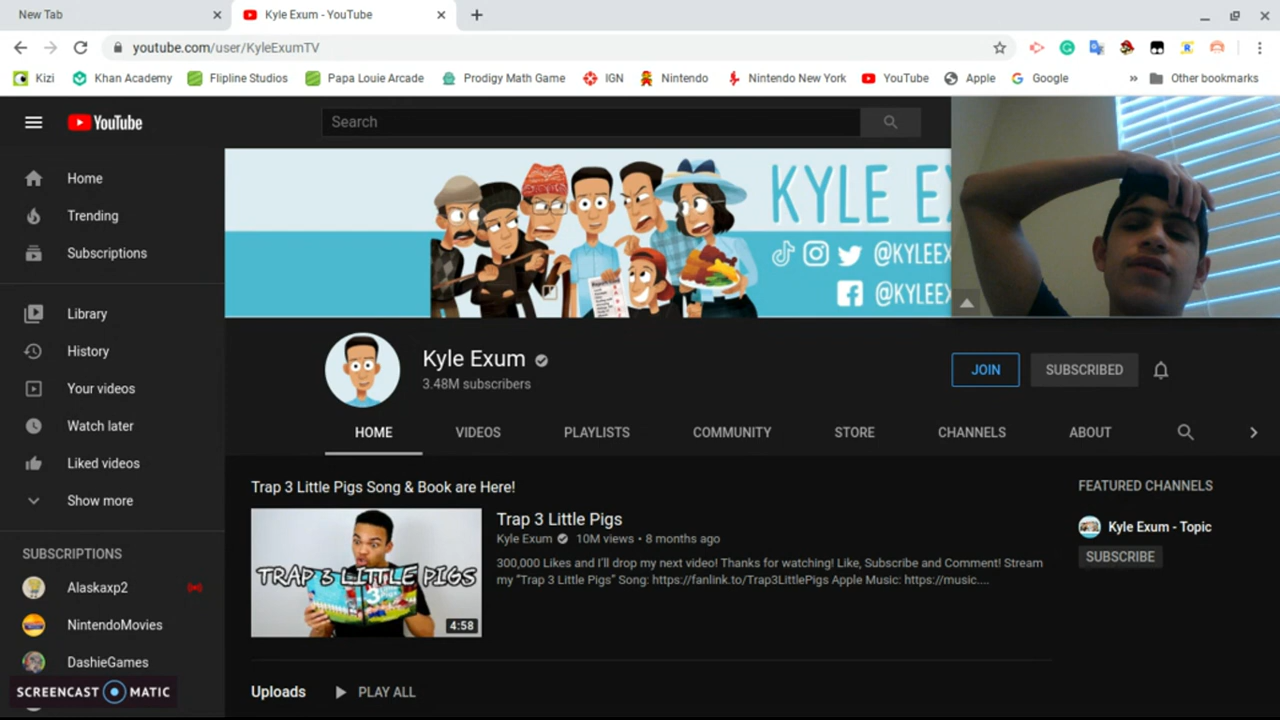 New Tab
Kyle Exum - YouTube
youtube.com/user/KyleExumTV
Kizi Khan Academy Flipline Studios Papa Louie Arcade Prodigy Math Game IGN Nintendo Nintendo New York YouTube Apple Google » Other bookmarks
YouTube
Search
Home
Trending
Subscriptions
Library
History
Your videos
Watch later
Liked videos
Show more
SUBSCRIPTIONS
Alaskaxp2
NintendoMovies
DashieGames
SCREENCAST MATIC
KYLE EX
@KYLEEX
@KYLEEX
Kyle Exum
3.48M subscribers
JOIN
SUBSCRIBED
HOME VIDEOS PLAYLISTS COMMUNITY STORE CHANNELS ABOUT
Trap 3 Little Pigs Song & Book are Here!
TRAP 3 LITTLE PIGS
3
4:58
Trap 3 Little Pigs
Kyle Exum 10M views • 8 months ago
300,000 Likes and I'll drop my next video! Thanks for watching! Like, Subscribe and Comment! Stream
my "Trap 3 Little Pigs" Song: https://fanlink.to/Trap3LittlePigs Apple Music: https://music....
FEATURED CHANNELS
Kyle Exum - Topic
SUBSCRIBE
Uploads PLAY ALL